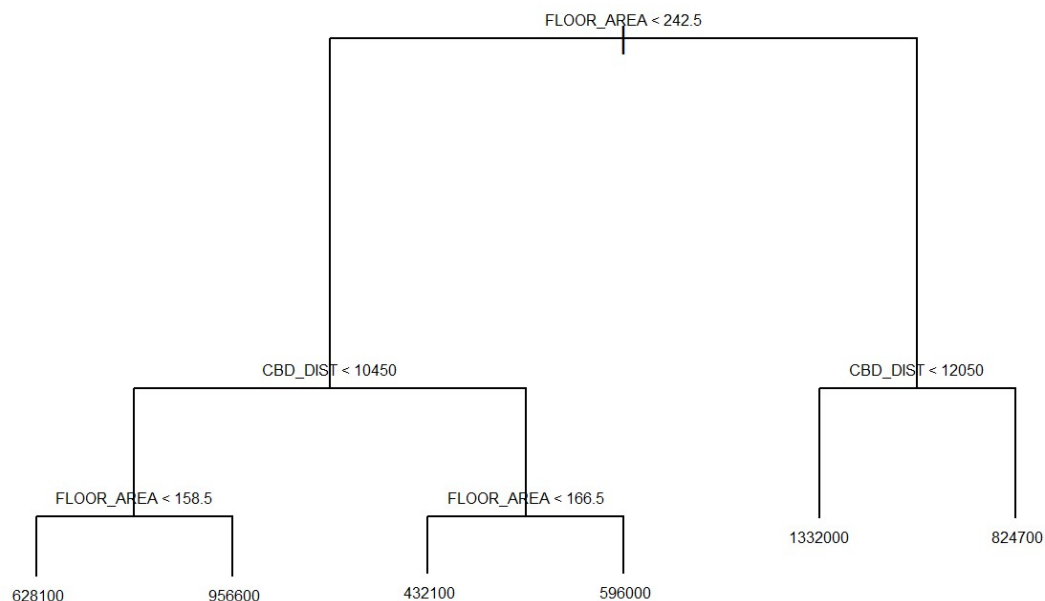 FLOOR_AREA < 242.5
CBD_DIST < 10450
CBD_DIST < 12050
FLOOR_AREA < 158.5
FLOOR_AREA < 166.5
1332000
824700
628100
956600
432100
596000